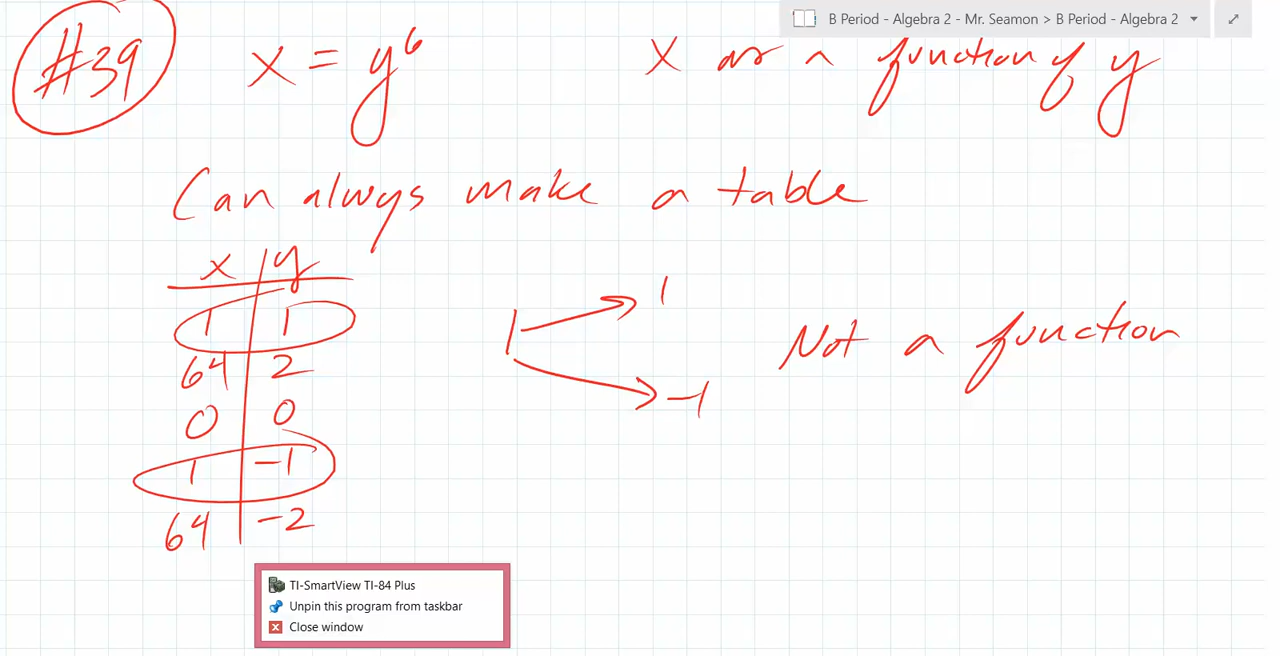 B Period - Algebra 2 - Mr. Seamon > B Period - Algebra 2
#39 x = y⁶ X as a function of y
Can always make a table
x y
1 1
64 2
0 0
1 -1
64 -2
1 1
-1
Not a function
TI-SmartView TI-84 Plus
Unpin this program from taskbar
Close window